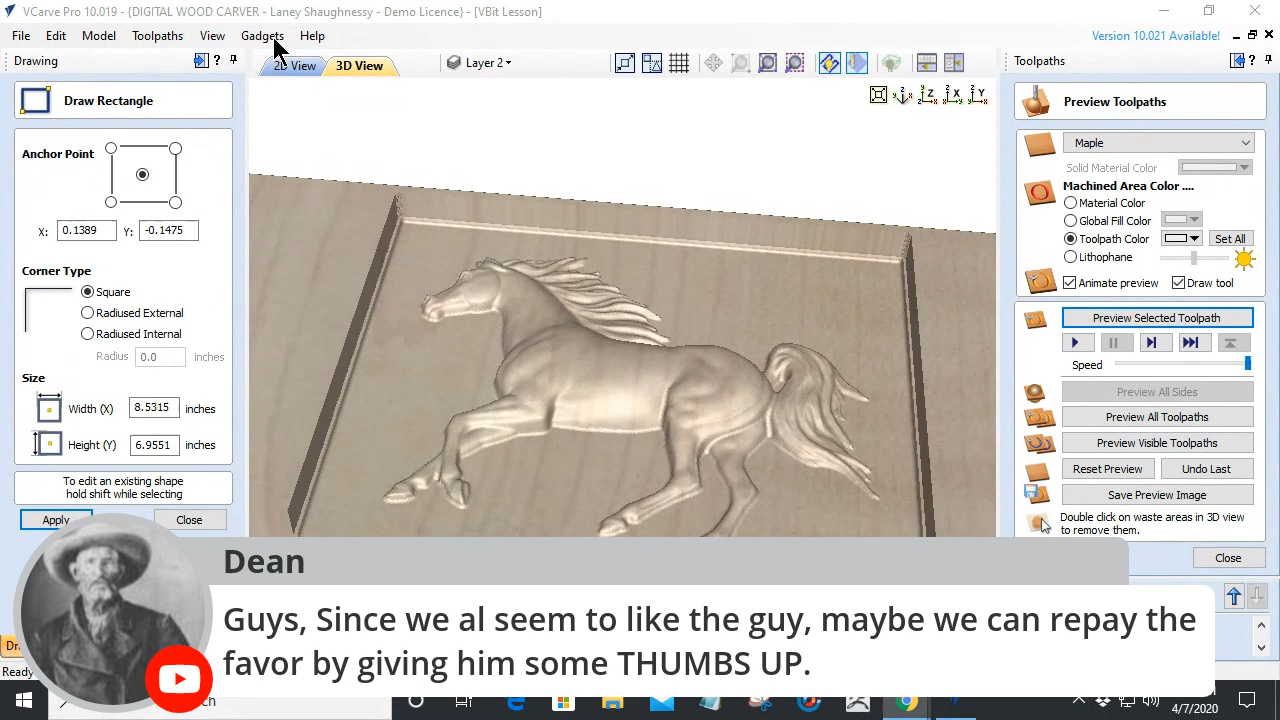 VCarve Pro 10.019 - {DIGITAL WOOD CARVER - Laney Shaughnessy - Demo Licence} - [VBit Lesson]
File Edit Model Toolpaths View Gadgets Help Version 10.021 Available!
Drawing
2D View 3D View Layer 2
Toolpaths
Draw Rectangle
Z X Y
Preview Toolpaths
Anchor Point
X: 0.1389 Y: -0.1475
Corner Type
Square
Radiused External
Radiused Internal
Radius 0.0 inches
Size
Width (X) 8.5315 inches
Height (Y) 6.9551 inches
To edit an existing shape
hold shift while selecting
Apply Close
Maple
Solid Material Color
Machined Area Color ....
Material Color
Global Fill Color
Toolpath Color Set All
Lithophane
Animate preview Draw tool
Preview Selected Toolpath
Speed
Preview All Sides
Preview All Toolpaths
Preview Visible Toolpaths
Reset Preview Undo Last
Save Preview Image
Double click on waste areas in 3D view
to remove them.
Close
Dean
Guys, Since we al seem to like the guy, maybe we can repay the
favor by giving him some THUMBS UP.
4/7/2020